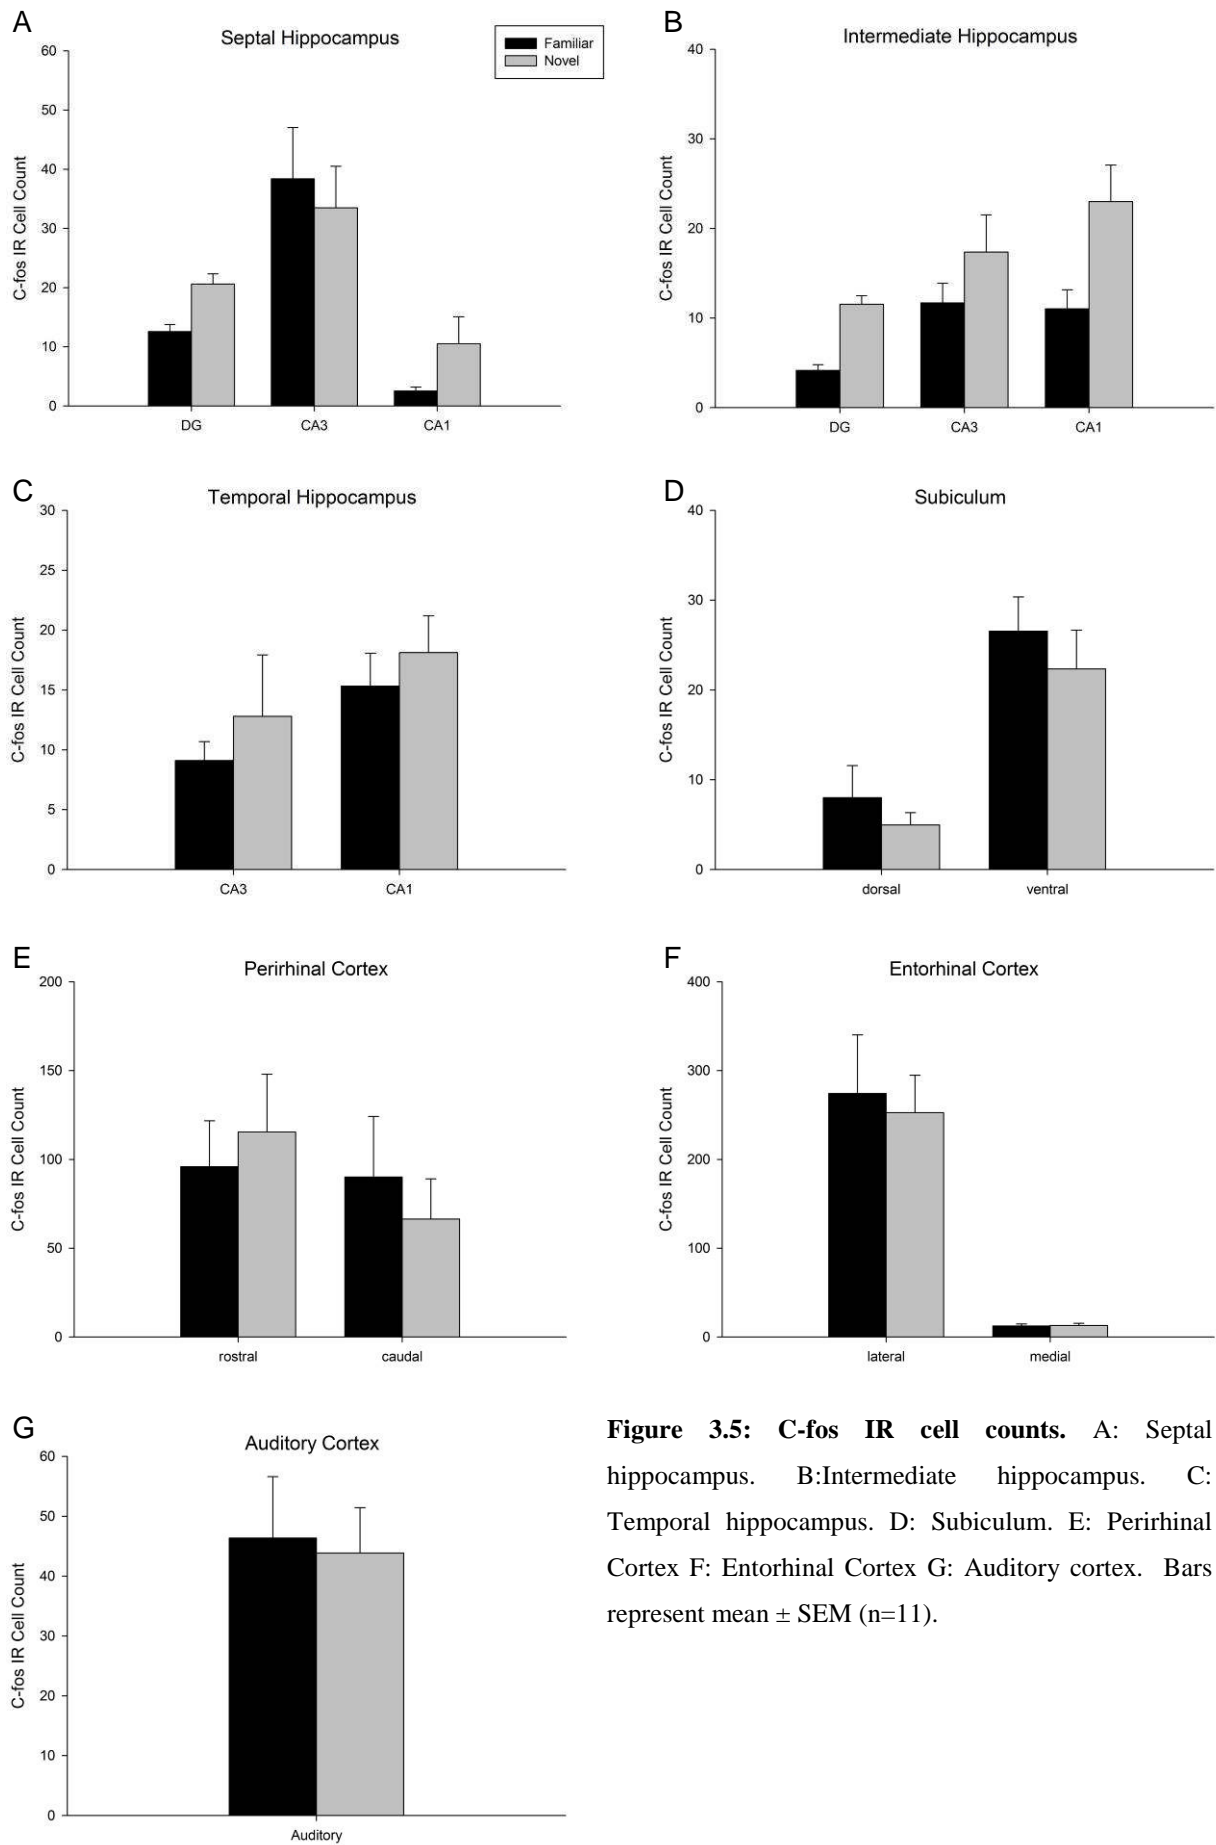 A
Septal Hippocampus
Familiar
Novel
C-fos IR Cell Count
60
50
40
30
20
10
0
DG CA3 CA1
B
Intermediate Hippocampus
C-fos IR Cell Count
40
30
20
10
0
DG CA3 CA1
C
Temporal Hippocampus
C-fos IR Cell Count
30
25
20
15
10
5
0
CA3 CA1
D
Subiculum
C-fos IR Cell Count
40
30
20
10
0
dorsal ventral
E
Perirhinal Cortex
C-fos IR Cell Count
200
150
100
50
0
rostral caudal
F
Entorhinal Cortex
C-fos IR Cell Count
400
300
200
100
0
lateral medial
G
Auditory Cortex
C-fos IR Cell Count
60
50
40
30
20
10
0
Auditory
Figure 3.5: C-fos IR cell counts. A: Septal
hippocampus. B:Intermediate hippocampus. C:
Temporal hippocampus. D: Subiculum. E: Perirhinal
Cortex F: Entorhinal Cortex G: Auditory cortex. Bars
represent mean ± SEM (n=11).